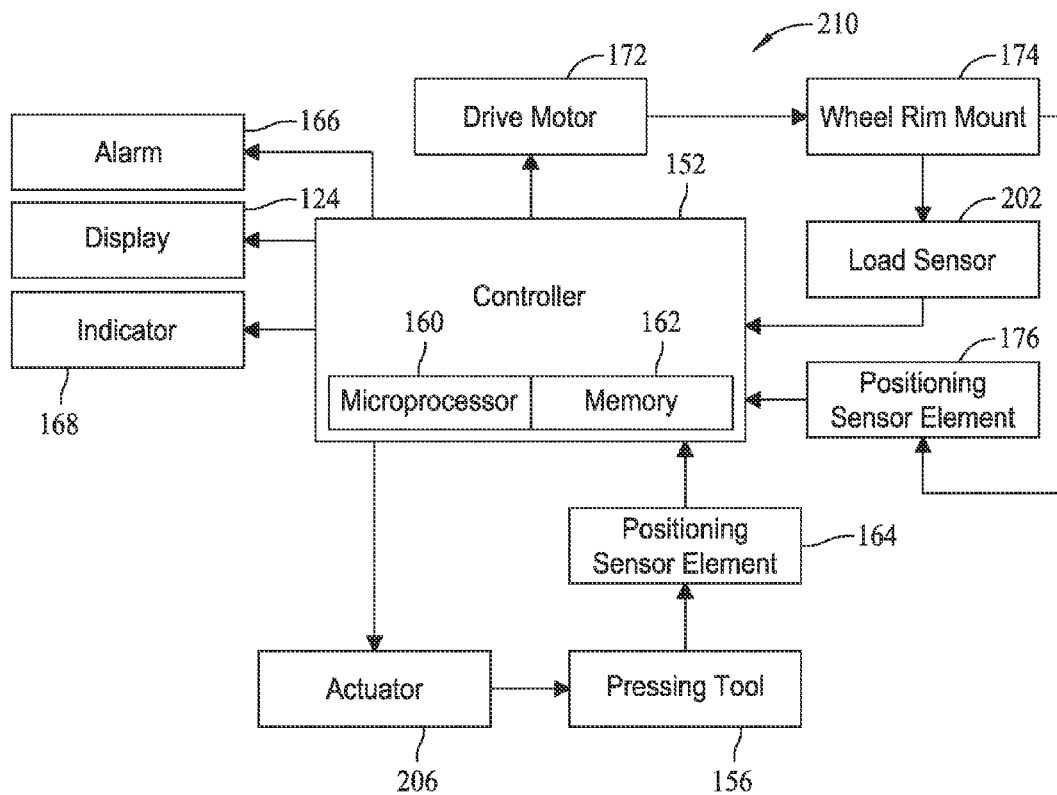 210
172
174
166
Drive Motor
Wheel Rim Mount
Alarm
124
152
202
Display
Load Sensor
Controller
Indicator
160
162
176
168
Microprocessor
Memory
Positioning
Sensor Element
Positioning
Sensor Element
164
Actuator
Pressing Tool
206
156